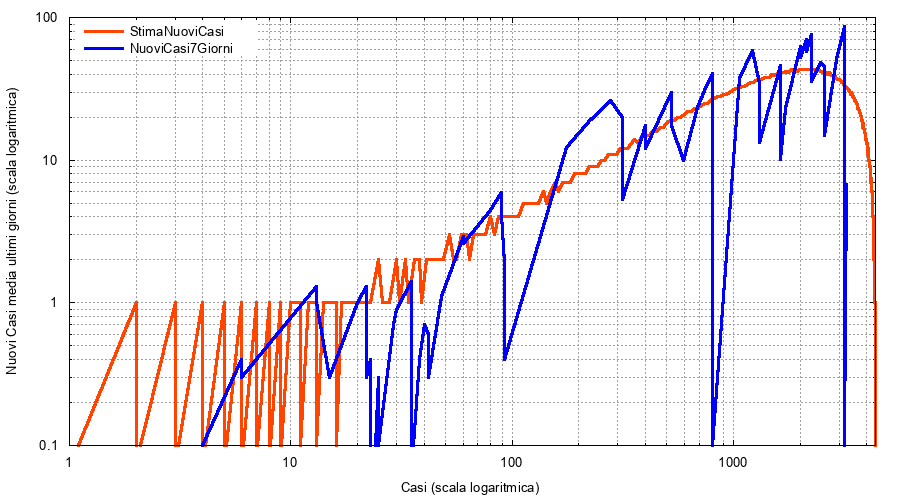 100
StimaNuoviCasi
NuoviCasi7Giorni
10
1
0.1
Nuovi Casi media ultimi giorni (scala logaritmica)
1
10
100
1000
Casi (scala logaritmica)